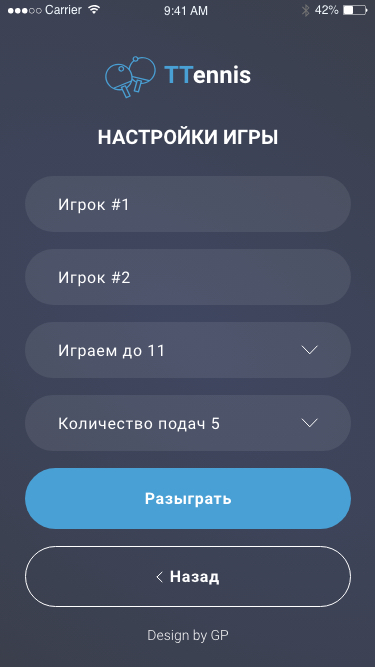 Carrier 9:41 AM 42%
TTennis
НАСТРОЙКИ ИГРЫ
Игрок #1
Игрок #2
Играем до 11
Количество подач 5
Разыграть
Назад
Design by GP